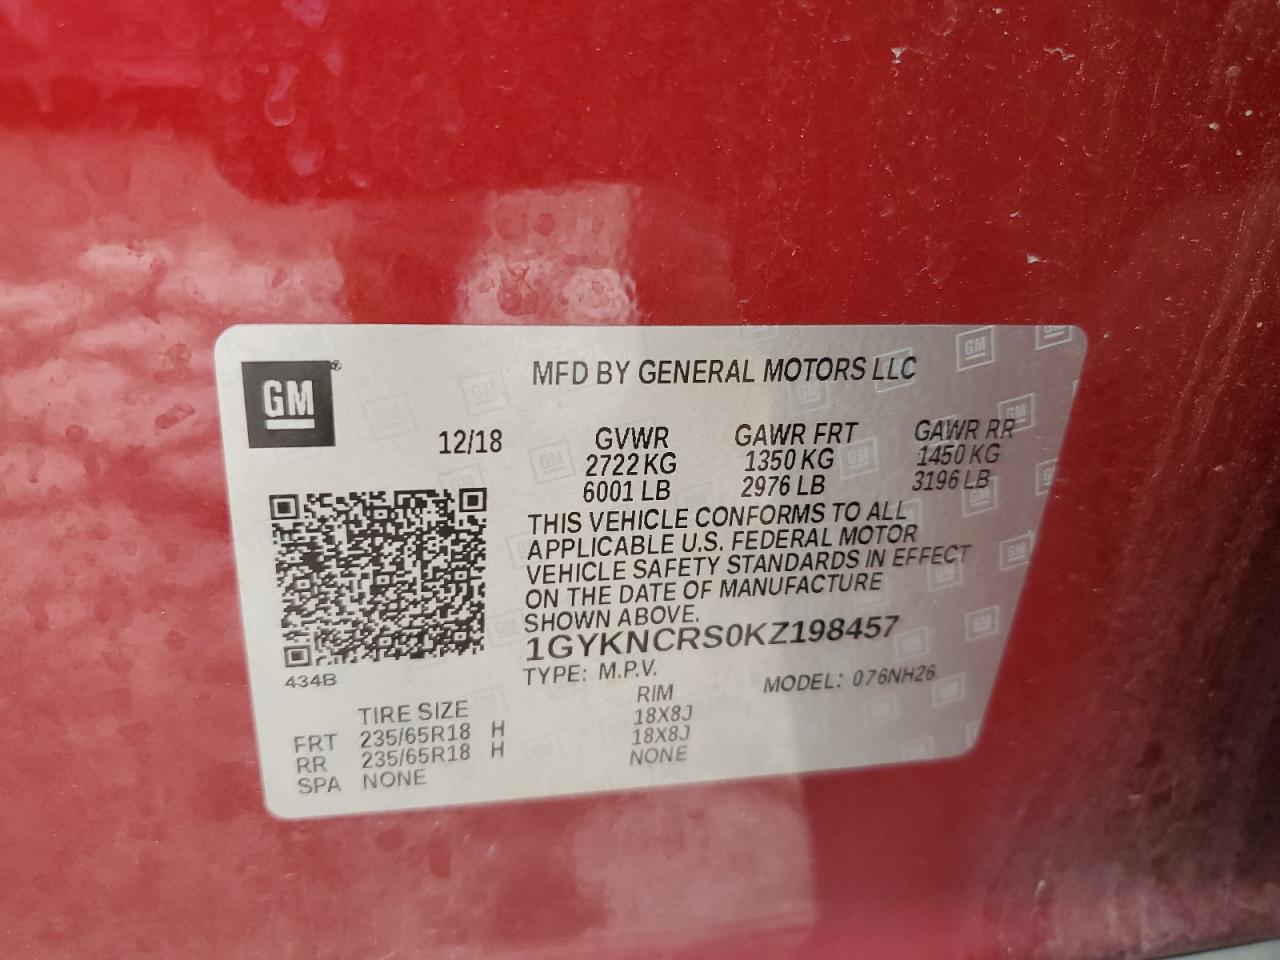 GM
MFD BY GENERAL MOTORS LLC
12/18 GVWR GAWR FRT GAWR RR
2722 KG 1350 KG 1450 KG
6001 LB 2976 LB 3196 LB
THIS VEHICLE CONFORMS TO ALL
APPLICABLE U.S. FEDERAL MOTOR
VEHICLE SAFETY STANDARDS IN EFFECT
ON THE DATE OF MANUFACTURE
SHOWN ABOVE.
1GYKNCRS0KZ198457
TYPE: M.P.V. MODEL: 076NH26
434B
TIRE SIZE RIM
FRT 235/65R18 H 18X8J
RR 235/65R18 H 18X8J
SPA NONE NONE